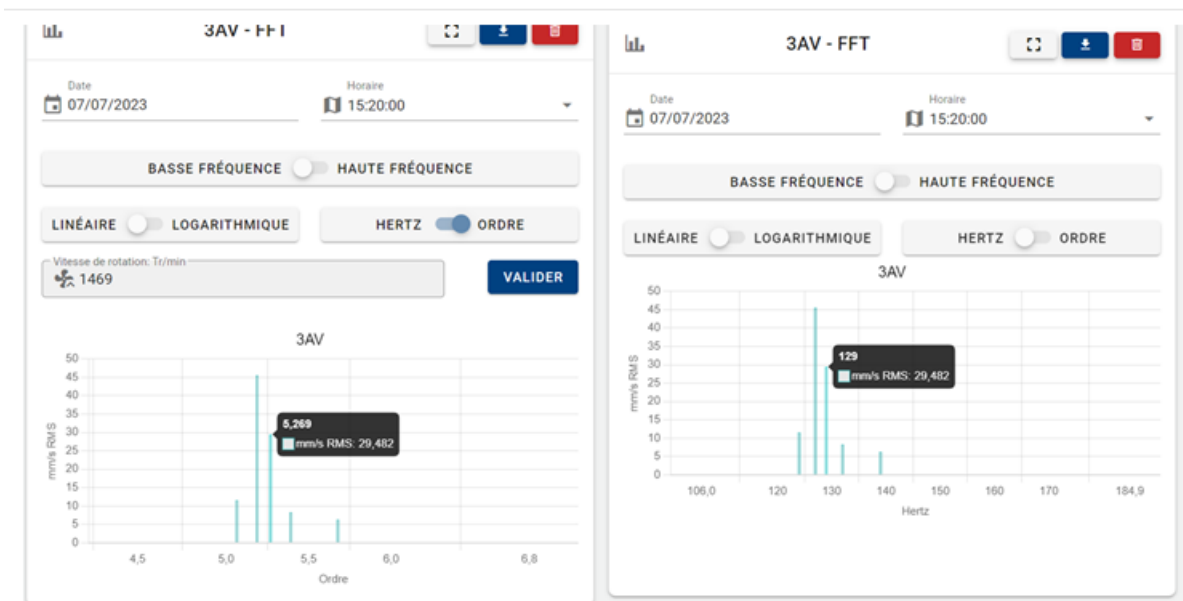 3AV - FFT
Date
07/07/2023
Horaire
15:20:00
BASSE FRÉQUENCE HAUTE FRÉQUENCE
LINÉAIRE LOGARITHMIQUE
HERTZ ORDRE
Vitesse de rotation: Tr/min
1469
VALIDER
3AV
50
45
40
35
30
25
20
15
10
5
0
mm/s RMS
5,269
mm/s RMS: 29,482
4,5 5,0 5,5 6,0 6,8
Ordre
3AV - FFT
Date
07/07/2023
Horaire
15:20:00
BASSE FRÉQUENCE HAUTE FRÉQUENCE
LINÉAIRE LOGARITHMIQUE
HERTZ ORDRE
3AV
50
45
40
35
30
25
20
15
10
5
0
mm/s RMS
129
mm/s RMS: 29,482
106,0 120 130 140 150 160 170 184,9
Hertz